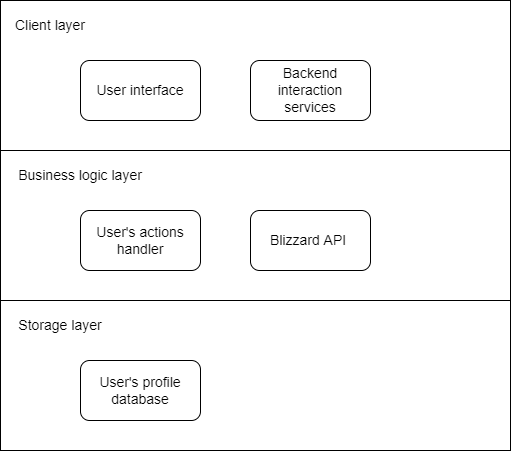 Client layer
User interface
Backend
interaction
services
Business logic layer
User's actions
handler
Blizzard API
Storage layer
User's profile
database